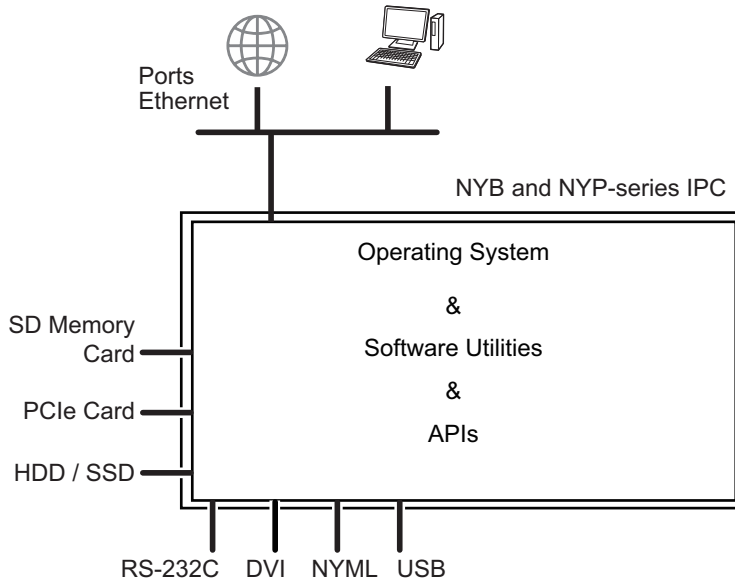 Ports
Ethernet
NYB and NYP-series IPC
Operating System
&
Software Utilities
&
APIs
SD Memory
Card
PCIe Card
HDD / SSD
RS-232C DVI NYML USB